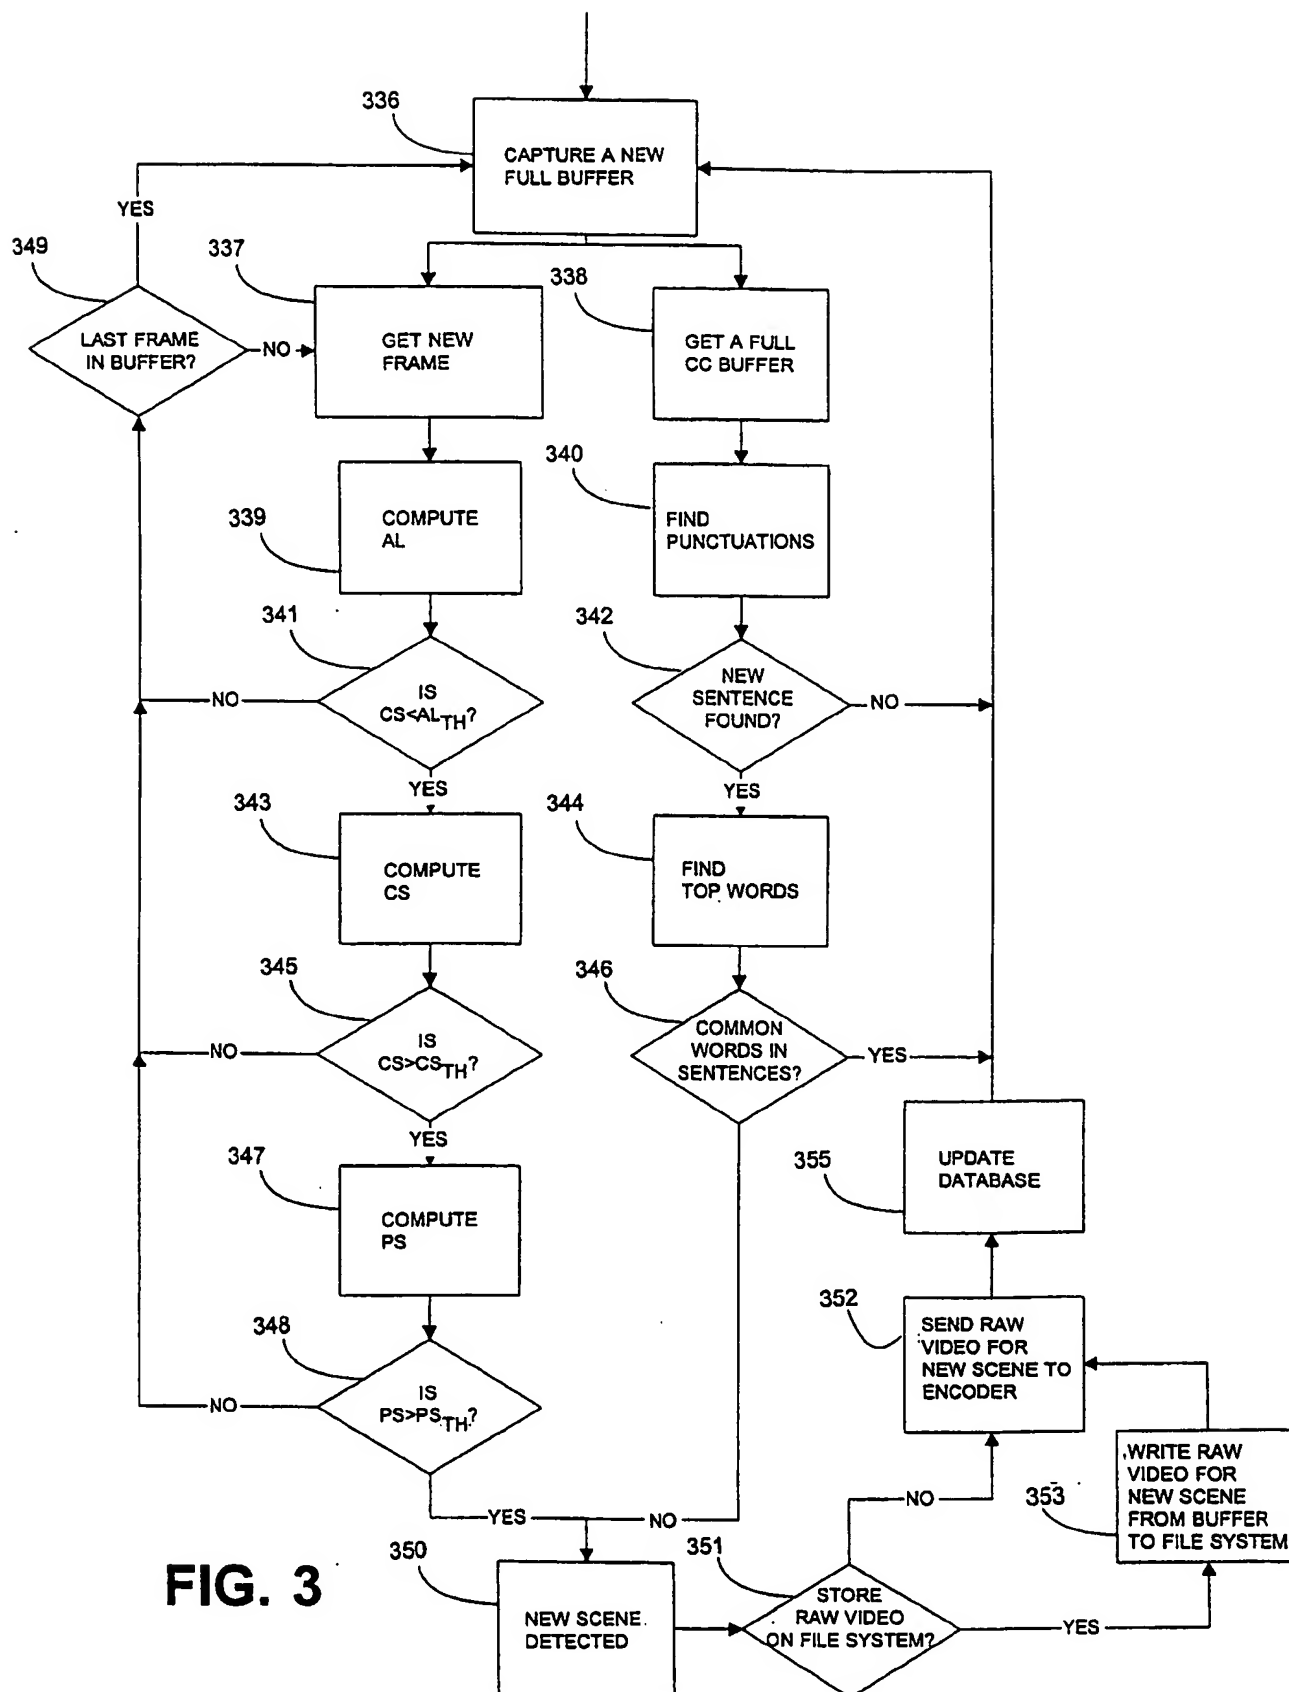 336
CAPTURE A NEW
FULL BUFFER
YES
349
337
338
LAST FRAME
IN BUFFER?
NO
GET NEW
FRAME
GET A FULL
CC BUFFER
339
340
COMPUTE
AL
FIND
PUNCTUATIONS
341
342
IS
CS<AL_TH?
NO
NEW
SENTENCE
FOUND?
NO
YES
YES
343
344
COMPUTE
CS
FIND
TOP WORDS
345
346
IS
CS>CS_TH?
NO
COMMON
WORDS IN
SENTENCES?
YES
YES
347
COMPUTE
PS
355
UPDATE
DATABASE
348
IS
PS>PS_TH?
NO
352
SEND RAW
VIDEO FOR
NEW SCENE TO
ENCODER
353
WRITE RAW
VIDEO FOR
NEW SCENE
FROM BUFFER
TO FILE SYSTEM
YES
NO
NO
350
NEW SCENE
DETECTED
351
STORE
RAW VIDEO
ON FILE SYSTEM?
YES
FIG. 3